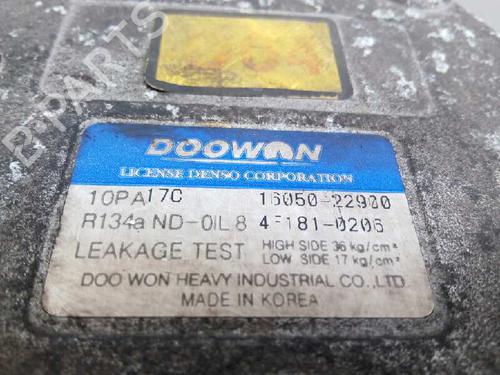 B-PARTS
DOOWON
LICENSE DENSO CORPORATION
10PA17C 16050-22900
R134a ND-OIL 8 4F181-0206
LEAKAGE TEST HIGH SIDE 36 kg/cm²
LOW SIDE 17 kg/cm²
DOO WON HEAVY INDUSTRIAL CO.,LTD
MADE IN KOREA